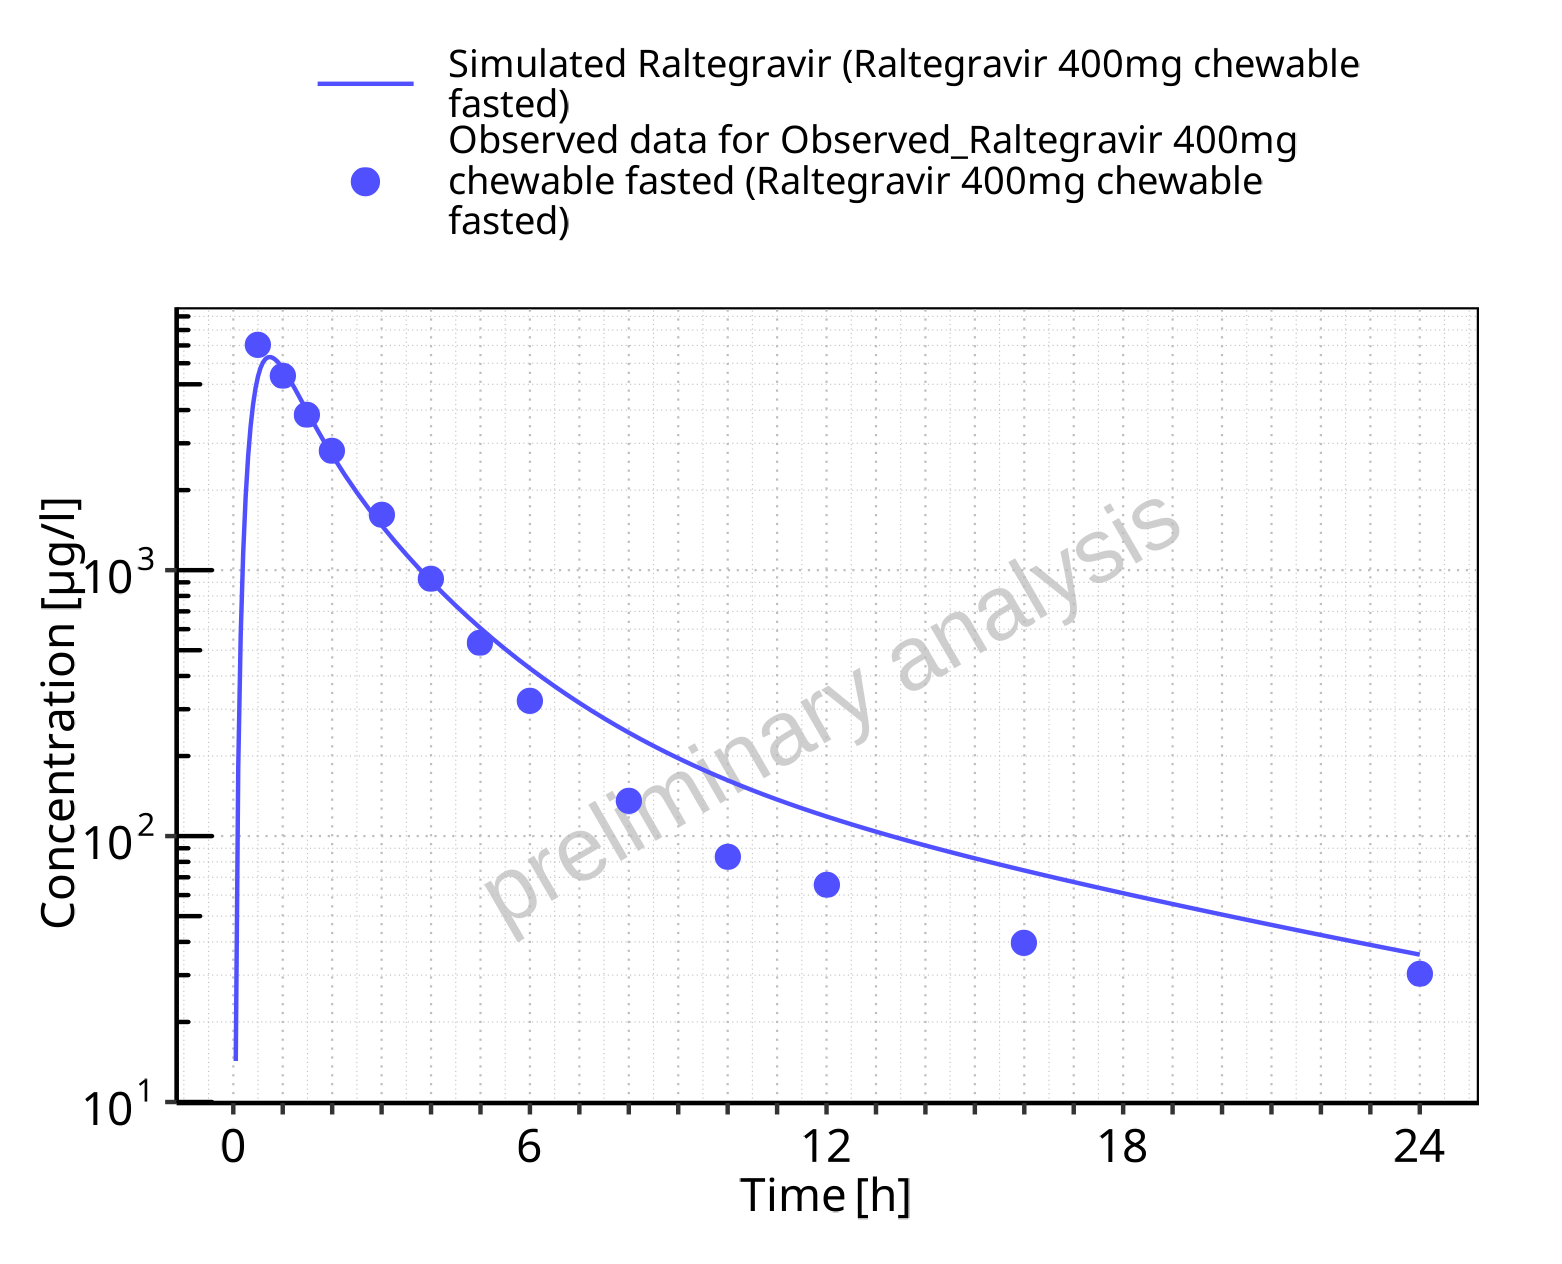 Simulated Raltegravir (Raltegravir 400mg chewable
fasted)
Observed data for Observed_Raltegravir 400mg
chewable fasted (Raltegravir 400mg chewable
fasted)
Concentration [µg/l]
10³
10²
10¹
preliminary analysis
0 6 12 18 24
Time [h]